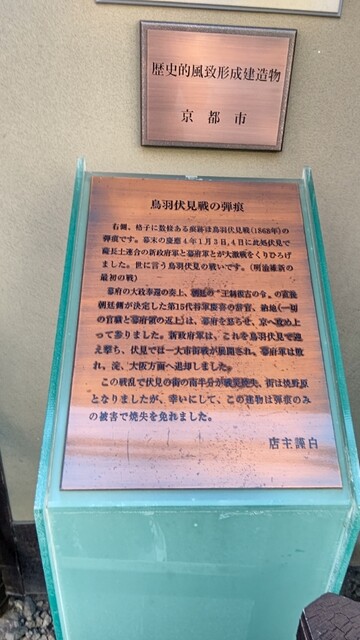 歴史的風致形成建造物
京都市
鳥羽伏見戦の弾痕
右側、格子に数條ある痕跡は鳥羽伏見戦(1868年)の
弾痕です。幕末の慶應4年1月3日,4日に此処伏見で
薩長土連合の新政府軍と幕府軍とが大激戦をくりひろげ
ました。世に言う鳥羽伏見の戦いです。(明治維新の
最初の戦)
幕府の大政奉還の奏上、朝廷の"王制復古の令"の直後
朝廷側が決定した第15代将軍慶喜の辞官、納地(一切
の官職と幕府領の返上)は、幕府を怒らせ、京へ攻め上
って参りました。新政府軍は、これを鳥羽伏見で迎
え撃ち、伏見では一大市街戦が展開され、幕府軍は敗
れ、淀、大阪方面へ退却しました。
この戦乱で伏見の街の南半分が戦災焼失、街は焼野原
となりましたが、幸いにして、この建物は弾痕のみ
の被害で焼失を免れました。
店主謹白